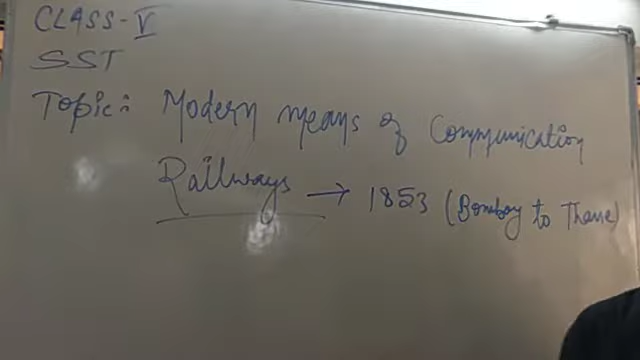 CLASS-V
SST
Topic: Modern means of Communication
Railways → 1853 (Bombay to Thane)